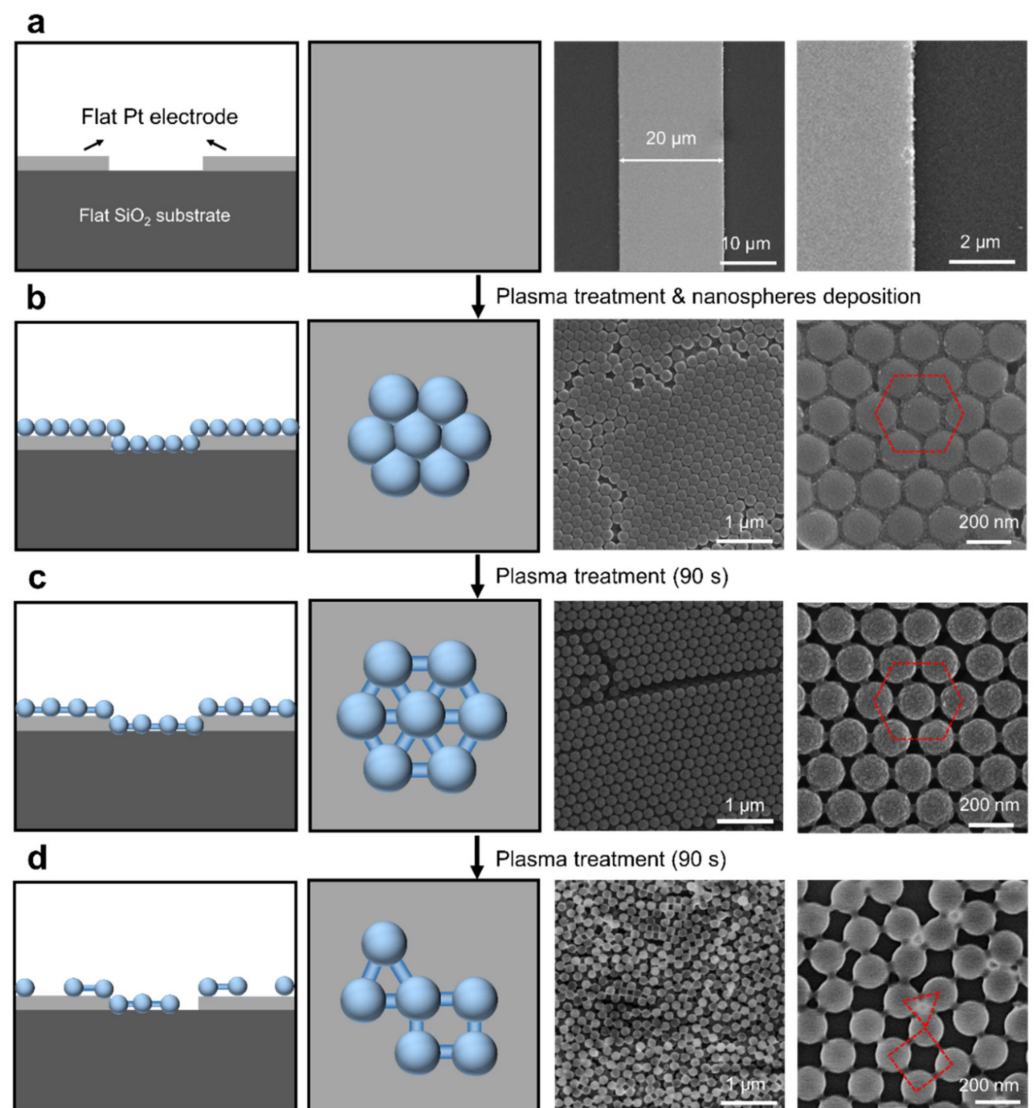 a
Flat Pt electrode
Flat SiO₂ substrate
20 μm
10 μm
2 μm
Plasma treatment & nanospheres deposition
b
1 μm
200 nm
Plasma treatment (90 s)
c
1 μm
200 nm
Plasma treatment (90 s)
d
1 μm
200 nm